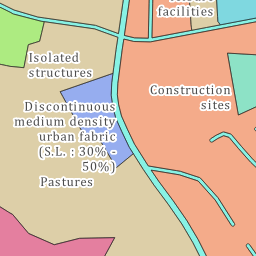 facilities
Isolated
structures
Construction
sites
Discontinuous
medium density
urban fabric
(S.L. : 30% -
50%)
Pastures